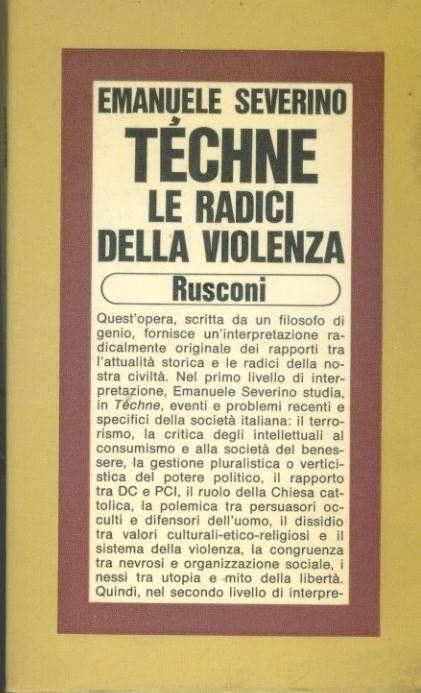 EMANUELE SEVERINO
TÉCHNE
LE RADICI
DELLA VIOLENZA
Rusconi
Quest'opera, scritta da un filosofo di
genio, fornisce un'interpretazione ra-
dicalmente originale dei rapporti tra
l'attualità storica e le radici della no-
stra civiltà. Nel primo livello di inter-
pretazione, Emanuele Severino studia,
in Téchne, eventi e problemi recenti e
specifici della società italiana: il terro-
rismo, la critica degli intellettuali al
consumismo e alla società del benes-
sere, la gestione pluralistica o vertici-
stica del potere politico, il rapporto
tra DC e PCI, il ruolo della Chiesa cat-
tolica, la polemica tra persuasori oc-
culti e difensori dell'uomo, il dissidio
tra valori culturali-etico-religiosi e il
sistema della violenza, la congruenza
tra nevrosi e organizzazione sociale, i
nessi tra utopia e mito della libertà.
Quindi, nel secondo livello di interpre-